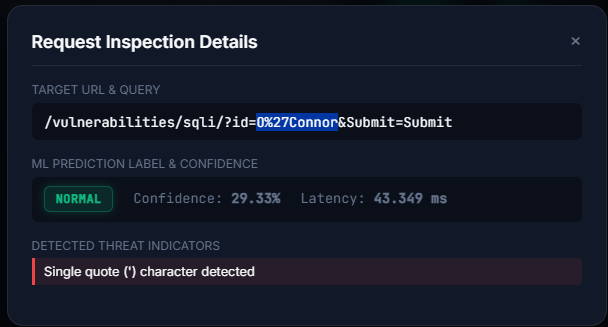 Request Inspection Details ×
TARGET URL & QUERY
/vulnerabilities/sqli/?id=O%27Connor&Submit=Submit
ML PREDICTION LABEL & CONFIDENCE
NORMAL Confidence: 29.33% Latency: 43.349 ms
DETECTED THREAT INDICATORS
Single quote (') character detected